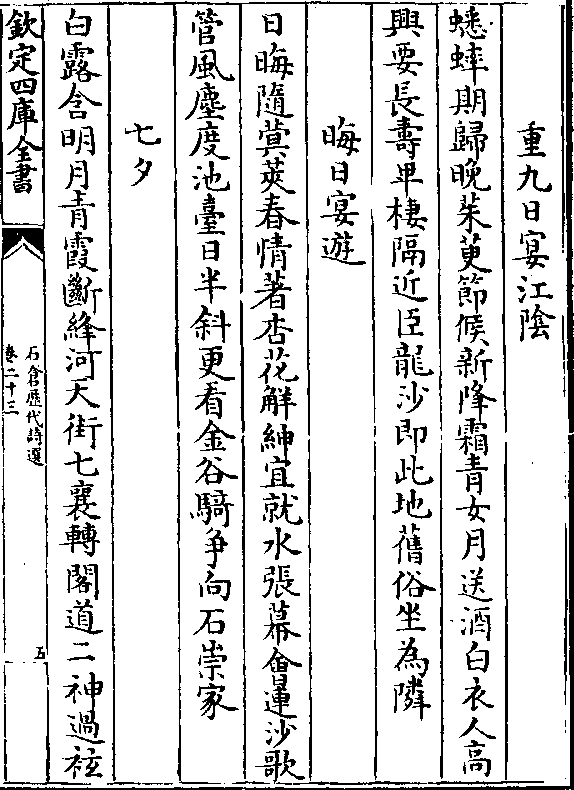 重九日宴江陰
蟋蟀期歸晚茱萸節候新降霜青女月送酒白衣人高
興要長壽卑棲隔近臣龍沙即此地舊俗坐為隣
晦日宴遊
日晦隨蓂莢春情著杏花解紳宜就水張幕會連沙歌
管風塵度池臺日半斜更看金谷騎爭向石崇家
七夕
白露含明月青霞斷絳河天街七襄轉閣道二神過袨
欽定四庫全書
石倉歷代詩選
卷二十三
五